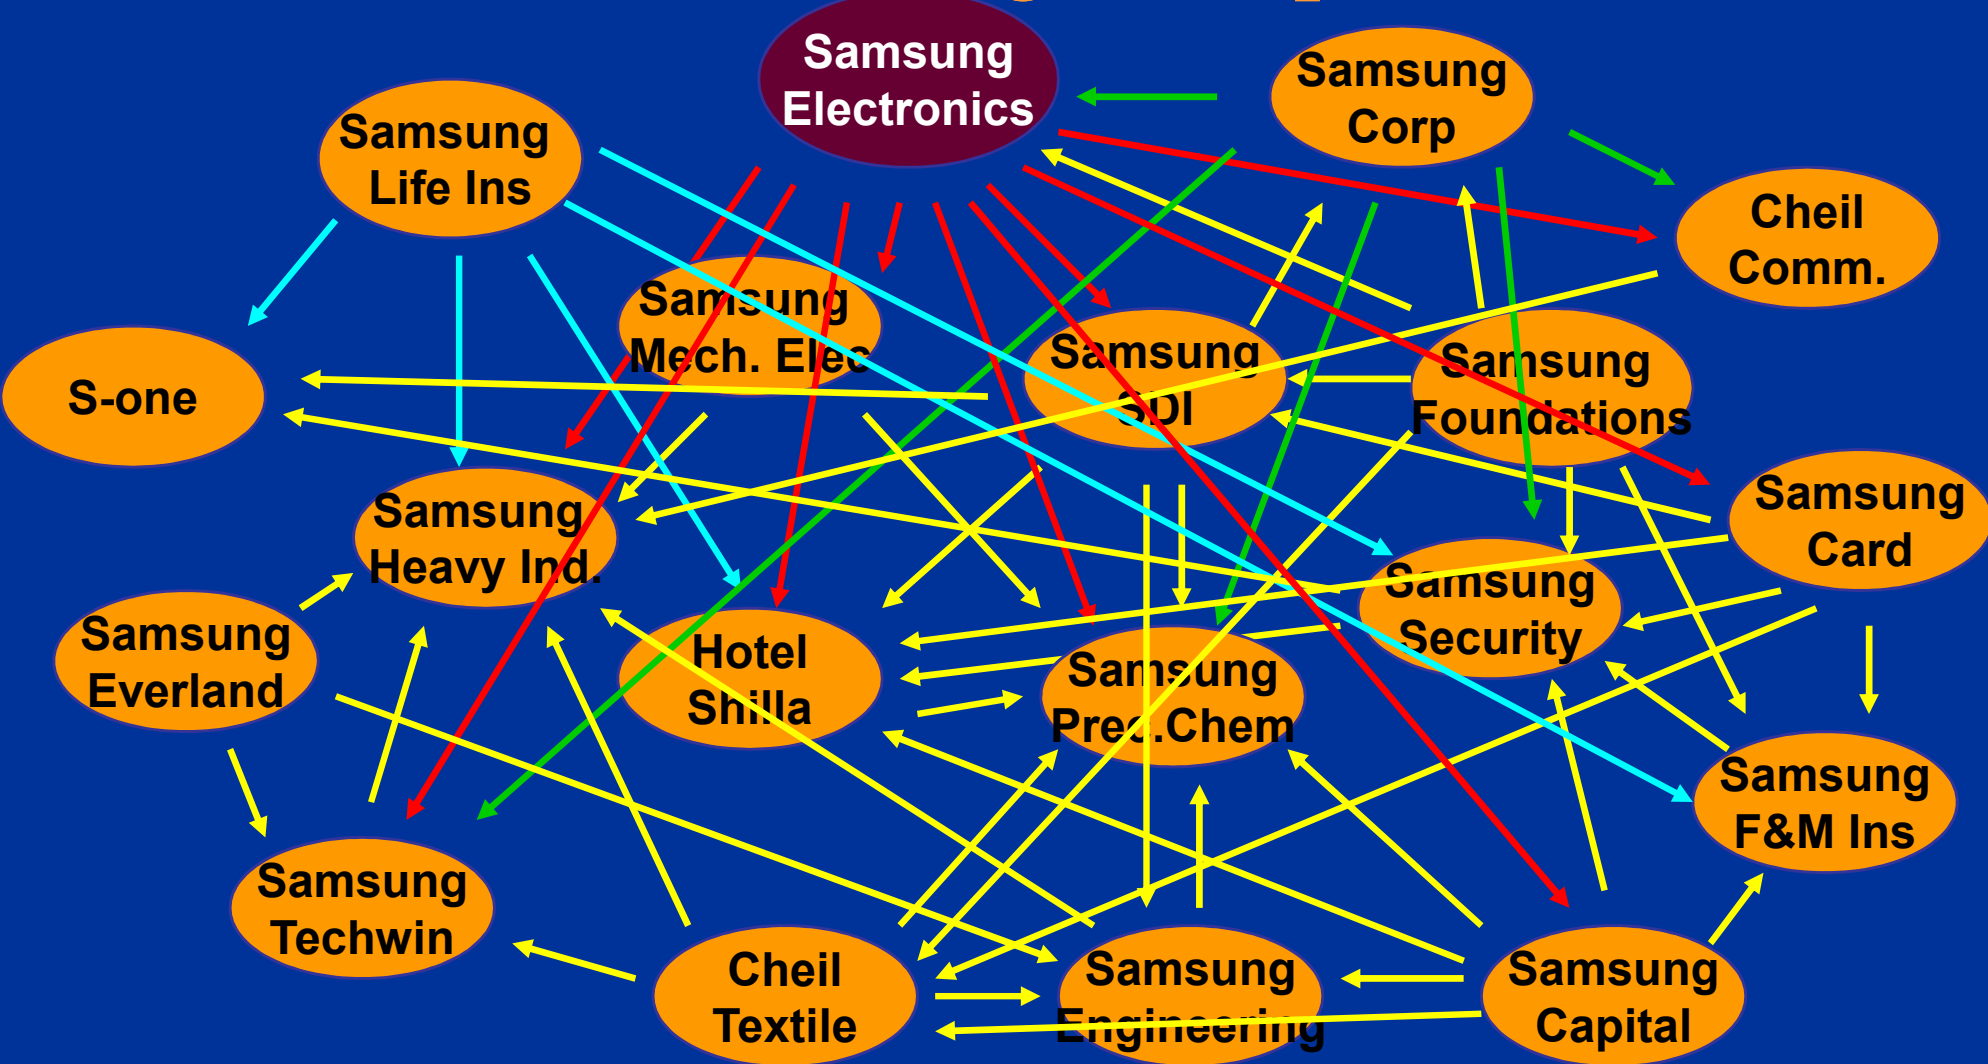 Samsung
Electronics
Samsung
Corp
Samsung
Life Ins
Cheil
Comm.
Samsung
Mech. Elec
Samsung
SDI
Samsung
Foundations
S-one
Samsung
Heavy Ind.
Samsung
Card
Samsung
Security
Samsung
Everland
Hotel
Shilla
Samsung
Prec.Chem
Samsung
F&M Ins
Samsung
Techwin
Cheil
Textile
Samsung
Engineering
Samsung
Capital